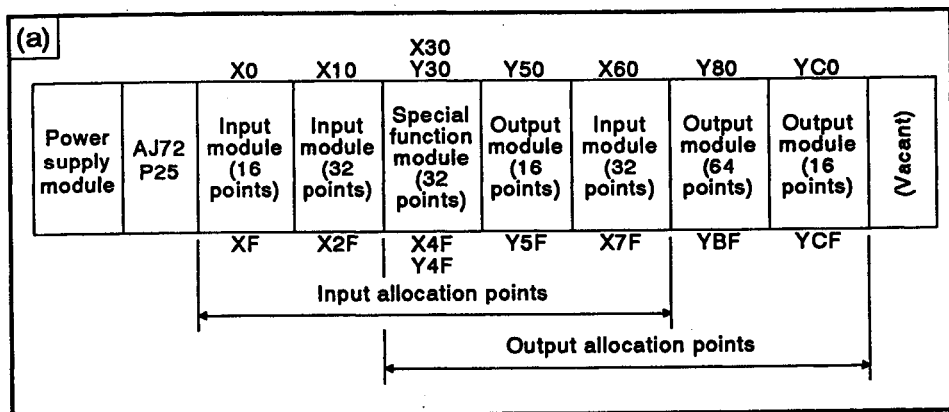 (a)
X30
X0 X10 Y30 Y50 X60 Y80 YC0
Power supply module
AJ72 P25
Input module (16 points)
Input module (32 points)
Special function module (32 points)
Output module (16 points)
Input module (32 points)
Output module (64 points)
Output module (16 points)
(Vacant)
XF X2F X4F Y5F X7F YBF YCF
Y4F
Input allocation points
Output allocation points